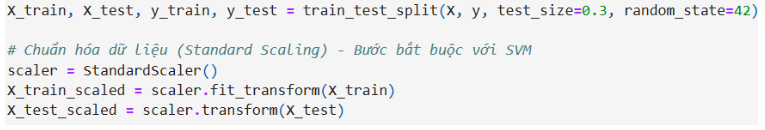 X_train, X_test, y_train, y_test = train_test_split(X, y, test_size=0.3, random_state=42)
# Chuẩn hóa dữ liệu (Standard Scaling) - Bước bắt buộc với SVM
scaler = StandardScaler()
X_train_scaled = scaler.fit_transform(X_train)
X_test_scaled = scaler.transform(X_test)